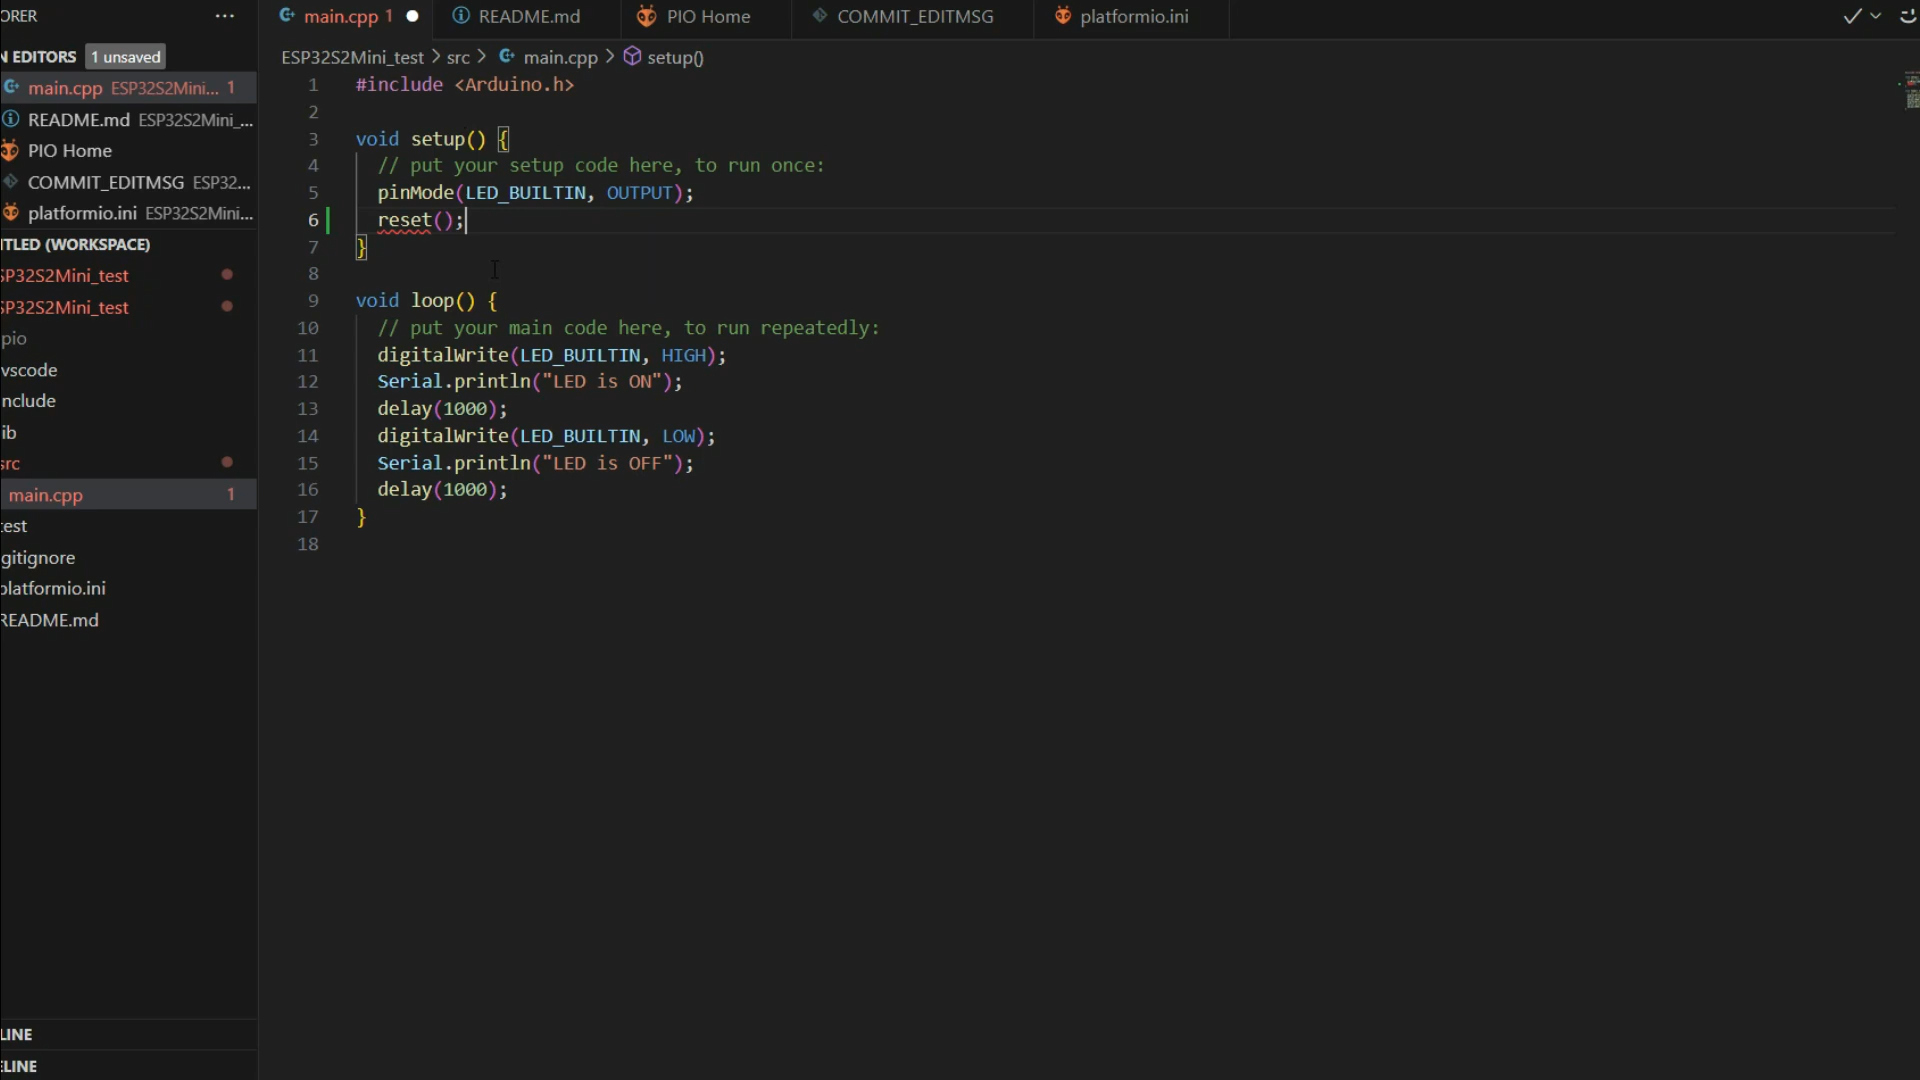 ORER ...
main.cpp 1
README.md
PIO Home
COMMIT_EDITMSG
platformio.ini
N EDITORS 1 unsaved
main.cpp ESP32S2Mini... 1
README.md ESP32S2Mini_...
PIO Home
COMMIT_EDITMSG ESP32...
platformio.ini ESP32S2Mini...
TLED (WORKSPACE)
SP32S2Mini_test
SP32S2Mini_test
pio
vscode
nclude
ib
src
main.cpp 1
test
gitignore
platformio.ini
README.md
LINE
ELINE
ESP32S2Mini_test > src > main.cpp > setup()
1 #include <Arduino.h>
2
3 void setup() {
4 // put your setup code here, to run once:
5 pinMode(LED_BUILTIN, OUTPUT);
6 reset();
7 }
8
9 void loop() {
10 // put your main code here, to run repeatedly:
11 digitalWrite(LED_BUILTIN, HIGH);
12 Serial.println("LED is ON");
13 delay(1000);
14 digitalWrite(LED_BUILTIN, LOW);
15 Serial.println("LED is OFF");
16 delay(1000);
17 }
18